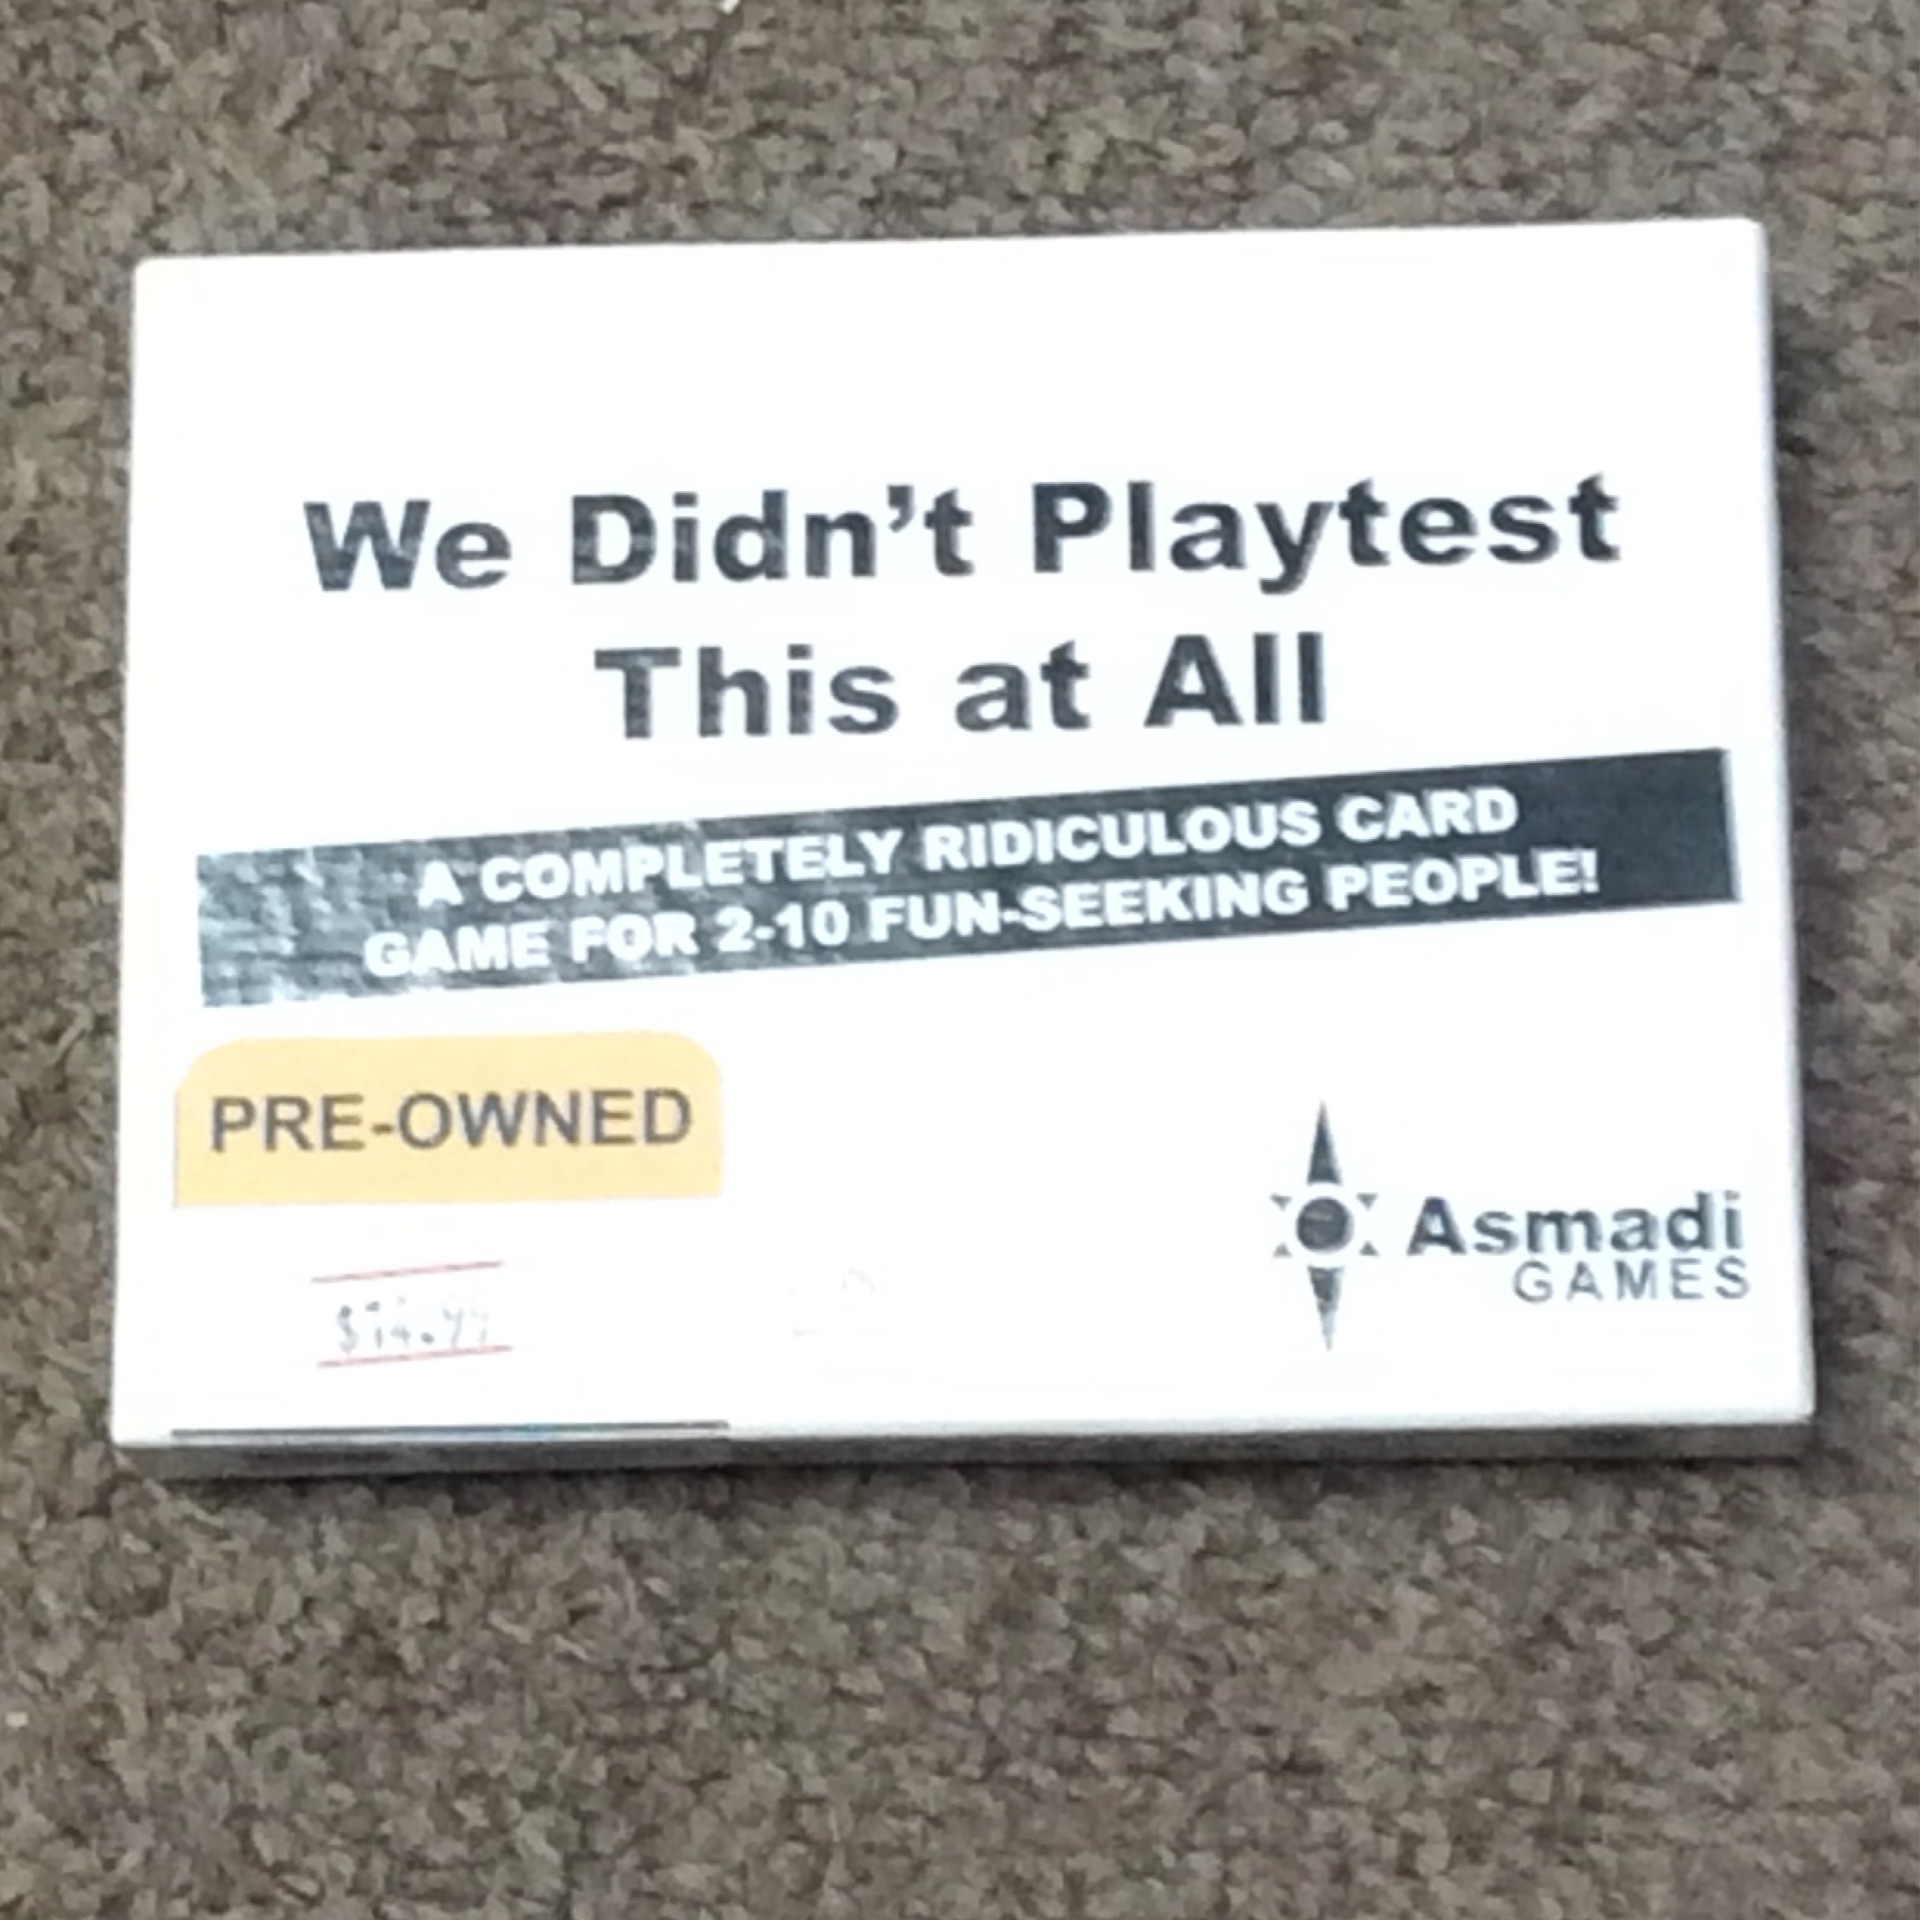 We Didn’t Playtest
This at All
A COMPLETELY RIDICULOUS CARD
GAME FOR 2-10 FUN-SEEKING PEOPLE!
PRE-OWNED
Asmadi
GAMES